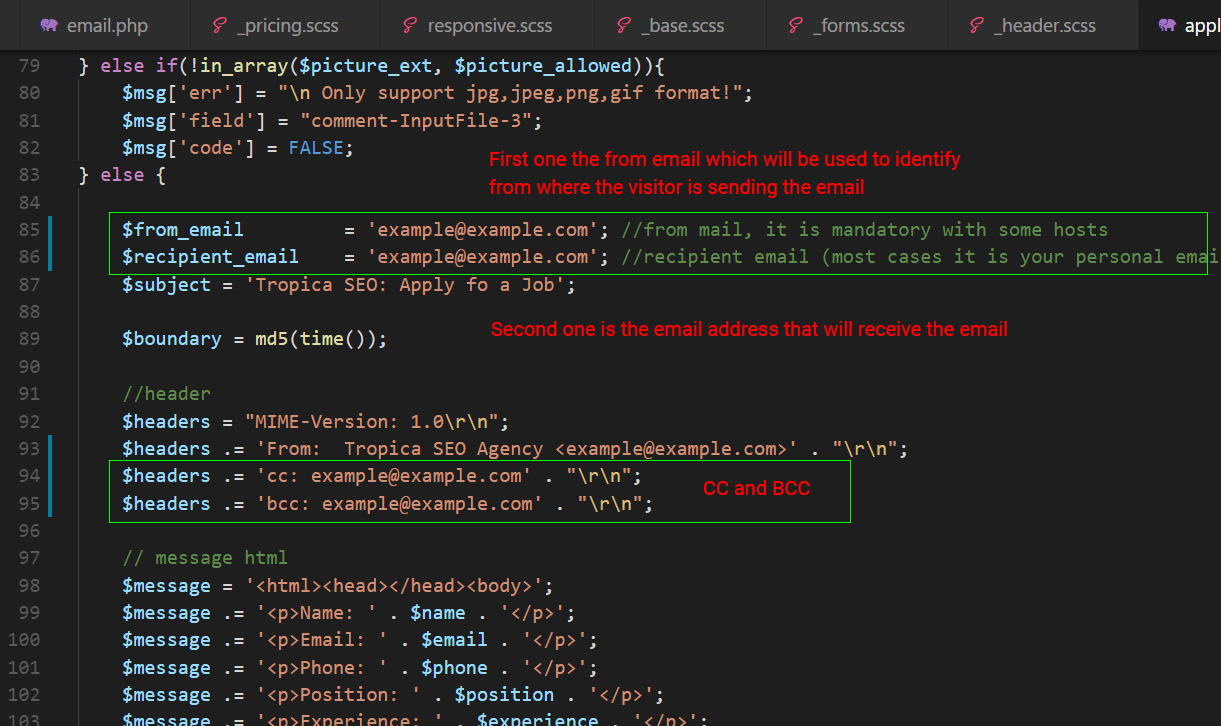 email.php _pricing.scss responsive.scss _base.scss _forms.scss _header.scss appl
79 } else if(!in_array($picture_ext, $picture_allowed)){
80 $msg['err'] = "\n Only support jpg,jpeg,png,gif format!";
81 $msg['field'] = "comment-InputFile-3";
82 $msg['code'] = FALSE;
First one the from email which will be used to identify
83 } else {
from where the visitor is sending the email
84
85 $from_email = 'example@example.com'; //from mail, it is mandatory with some hosts
86 $recipient_email = 'example@example.com'; //recipient email (most cases it is your personal emai
87 $subject = 'Tropica SEO: Apply fo a Job';
88
Second one is the email address that will receive the email
89 $boundary = md5(time());
90
91 //header
92 $headers = "MIME-Version: 1.0\r\n";
93 $headers .= 'From:  Tropica SEO Agency <example@example.com>' . "\r\n";
94 $headers .= 'cc: example@example.com' . "\r\n";
CC and BCC
95 $headers .= 'bcc: example@example.com' . "\r\n";
96
97 // message html
98 $message = '<html><head></head><body>';
99 $message .= '<p>Name: ' . $name . '</p>';
100 $message .= '<p>Email: ' . $email . '</p>';
101 $message .= '<p>Phone: ' . $phone . '</p>';
102 $message .= '<p>Position: ' . $position . '</p>';
103 $message .= '<p>Experience: ' . $experience . '</p>';